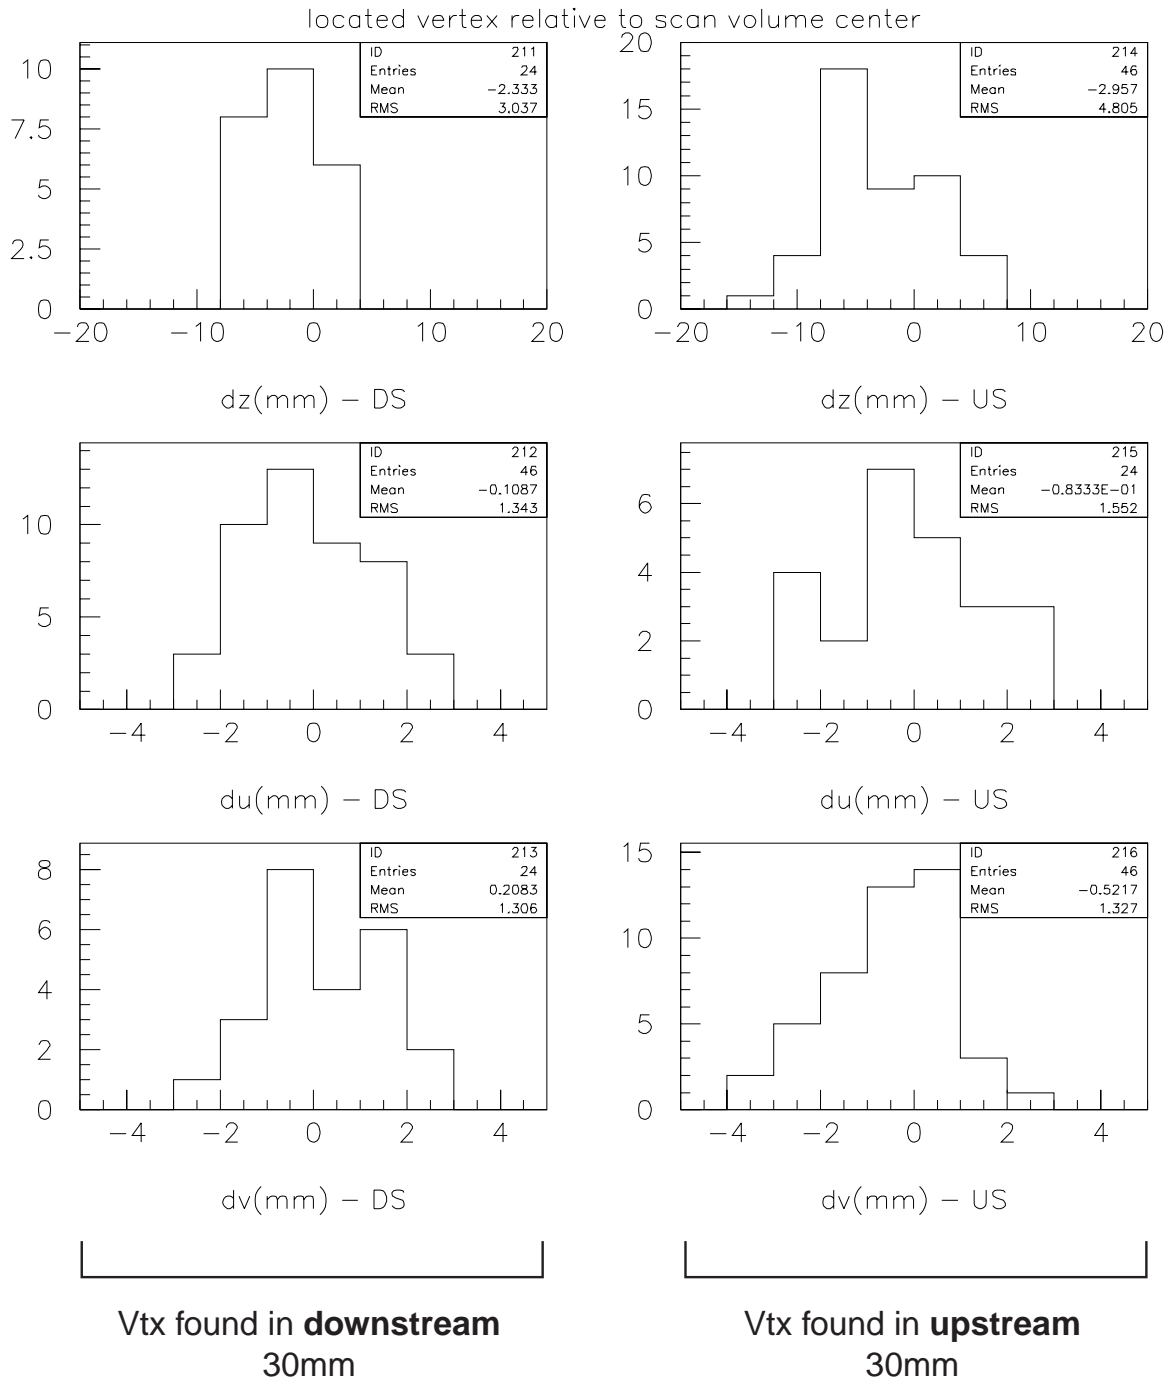 located vertex relative to scan volume center
ID 211
Entries 24
Mean −2.333
RMS 3.037
10
7.5
5
2.5
0
−20 −10 0 10 20
dz(mm) − DS
ID 214
Entries 46
Mean −2.957
RMS 4.805
20
15
10
5
0
−20 −10 0 10 20
dz(mm) − US
ID 212
Entries 46
Mean −0.1087
RMS 1.343
10
5
0
−4 −2 0 2 4
du(mm) − DS
ID 215
Entries 24
Mean −0.8333E−01
RMS 1.552
6
4
2
0
−4 −2 0 2 4
du(mm) − US
ID 213
Entries 24
Mean 0.2083
RMS 1.306
8
6
4
2
0
−4 −2 0 2 4
dv(mm) − DS
ID 216
Entries 46
Mean −0.5217
RMS 1.327
15
10
5
0
−4 −2 0 2 4
dv(mm) − US
Vtx found in downstream
30mm
Vtx found in upstream
30mm